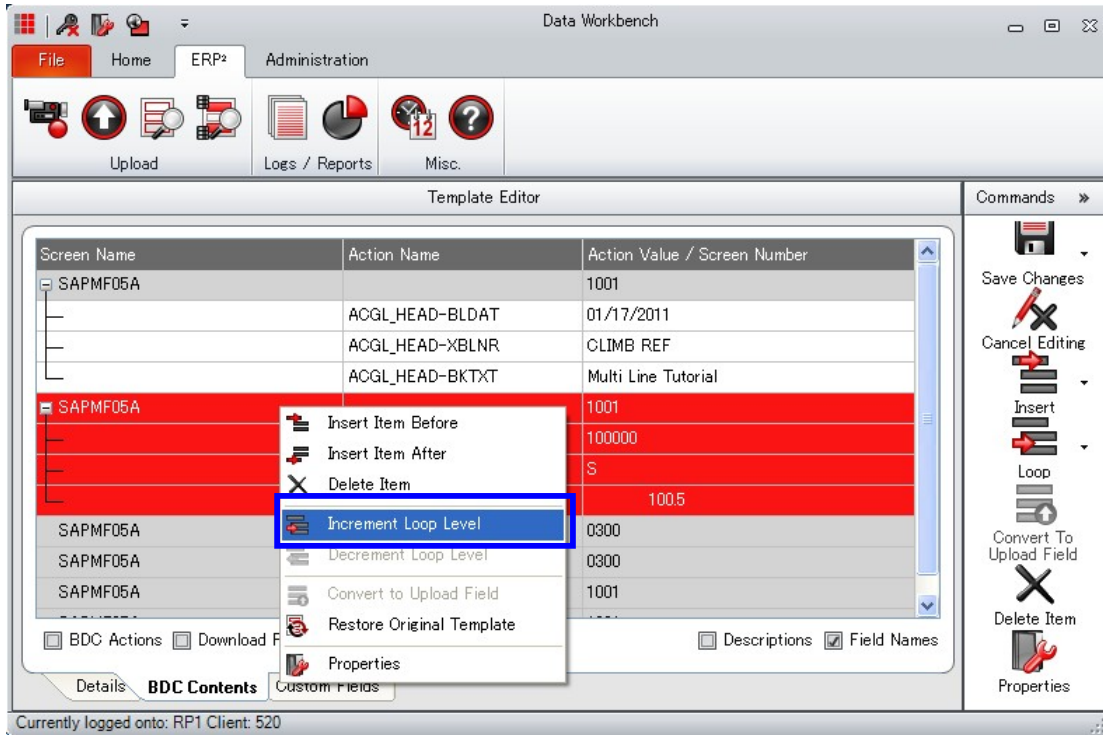 Data Workbench
File Home ERP² Administration
12
Upload Logs / Reports Misc.
Template Editor
Commands »
Screen Name Action Name Action Value / Screen Number
SAPMF05A 1001
ACGL_HEAD-BLDAT 01/17/2011
ACGL_HEAD-XBLNR CLIMB REF
ACGL_HEAD-BKTXT Multi Line Tutorial
SAPMF05A 1001
100000
S
100.5
SAPMF05A 0300
SAPMF05A 0300
SAPMF05A 1001
Insert Item Before
Insert Item After
Delete Item
Increment Loop Level
Decrement Loop Level
Convert to Upload Field
Restore Original Template
Properties
BDC Actions Download Descriptions Field Names
Details BDC Contents Custom Fields
Save Changes
Cancel Editing
Insert
Loop
Convert To
Upload Field
Delete Item
Properties
Currently logged onto: RP1 Client: 520